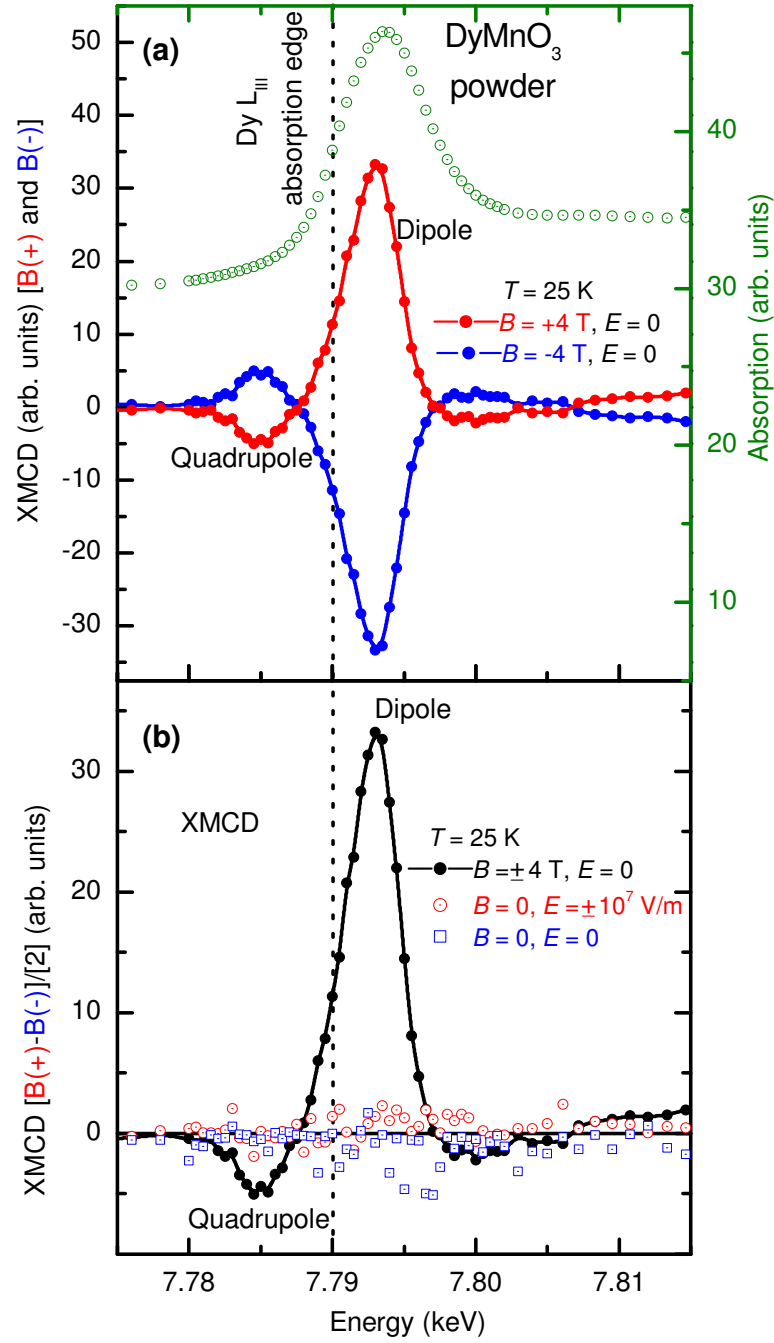 (a)
DyMnO₃
powder
Dy L_III
absorption edge
Dipole
T = 25 K
B = +4 T, E = 0
B = -4 T, E = 0
Quadrupole
50
40
30
20
10
0
-10
-20
-30
XMCD (arb. units) [B(+) and B(-)]
40
30
20
10
Absorption (arb. units)
(b)
Dipole
XMCD
T = 25 K
B = ±4 T, E = 0
B = 0, E = ±10⁷ V/m
B = 0, E = 0
Quadrupole
30
20
10
0
XMCD [B(+)-B(-)]/[2] (arb. units)
7.78
7.79
7.80
7.81
Energy (keV)